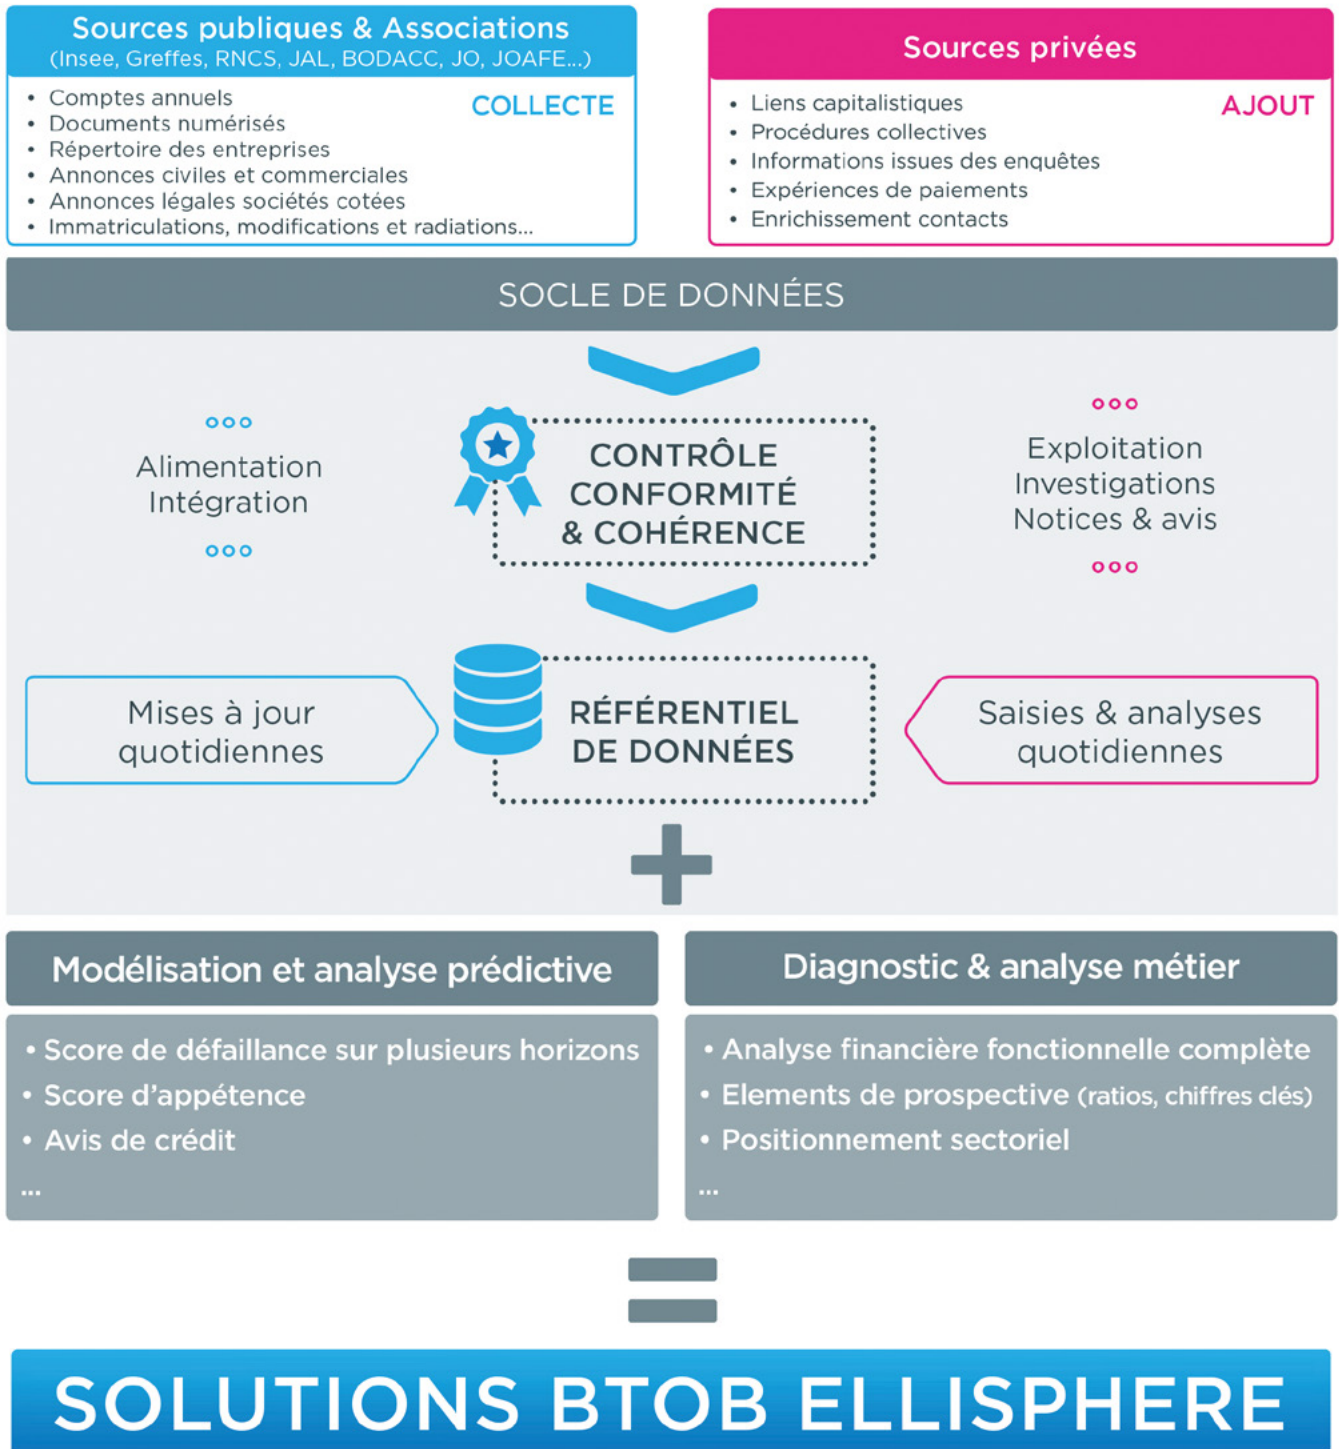 Sources publiques & Associations
(Insee, Greffes, RNCS, JAL, BODACC, JO, JOAFE...)
COLLECTE
• Comptes annuels
• Documents numérisés
• Répertoire des entreprises
• Annonces civiles et commerciales
• Annonces légales sociétés cotées
• Immatriculations, modifications et radiations...
Sources privées
AJOUT
• Liens capitalistiques
• Procédures collectives
• Informations issues des enquêtes
• Expériences de paiements
• Enrichissement contacts
SOCLE DE DONNÉES
Alimentation
Intégration
CONTRÔLE
CONFORMITÉ
& COHÉRENCE
Exploitation
Investigations
Notices & avis
Mises à jour
quotidiennes
RÉFÉRENTIEL
DE DONNÉES
Saisies & analyses
quotidiennes
+
Modélisation et analyse prédictive
• Score de défaillance sur plusieurs horizons
• Score d'appétence
• Avis de crédit
...
Diagnostic & analyse métier
• Analyse financière fonctionnelle complète
• Elements de prospective (ratios, chiffres clés)
• Positionnement sectoriel
...
=
SOLUTIONS BTOB ELLISPHERE